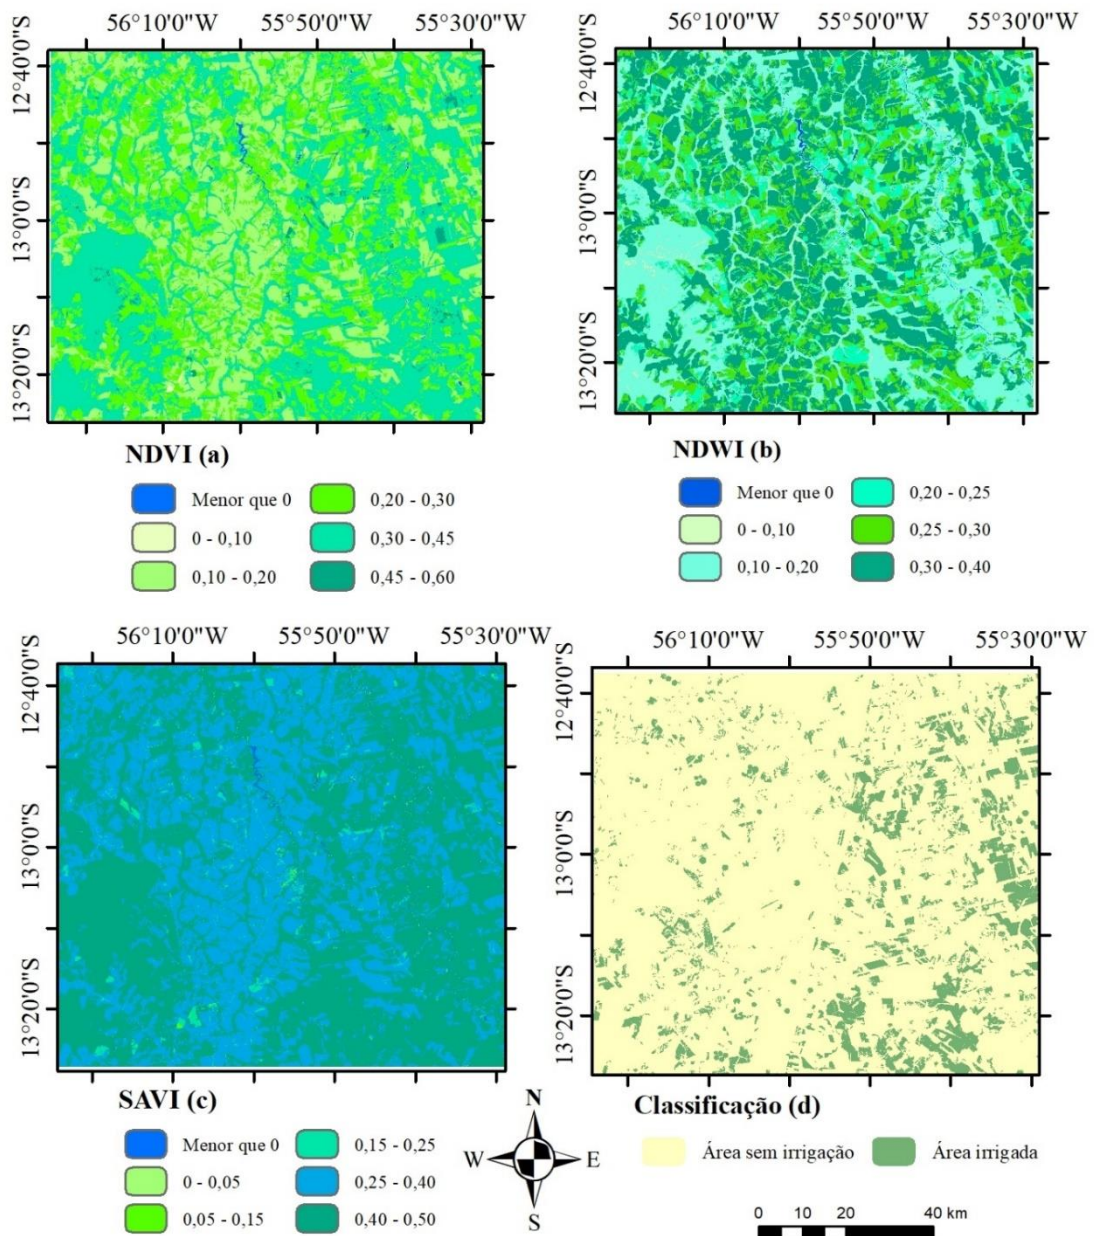 56°10'0"W 55°50'0"W 55°30'0"W
56°10'0"W 55°50'0"W 55°30'0"W
12°40'0"S
13°0'0"S
13°20'0"S
12°40'0"S
13°0'0"S
13°20'0"S
NDVI (a)
Menor que 0
0 - 0,10
0,10 - 0,20
0,20 - 0,30
0,30 - 0,45
0,45 - 0,60
NDWI (b)
Menor que 0
0 - 0,10
0,10 - 0,20
0,20 - 0,25
0,25 - 0,30
0,30 - 0,40
56°10'0"W 55°50'0"W 55°30'0"W
56°10'0"W 55°50'0"W 55°30'0"W
12°40'0"S
13°0'0"S
13°20'0"S
12°40'0"S
13°0'0"S
13°20'0"S
SAVI (c)
Menor que 0
0 - 0,05
0,05 - 0,15
0,15 - 0,25
0,25 - 0,40
0,40 - 0,50
N
W E
S
Classificação (d)
Área sem irrigação Área irrigada
0 10 20 40 km